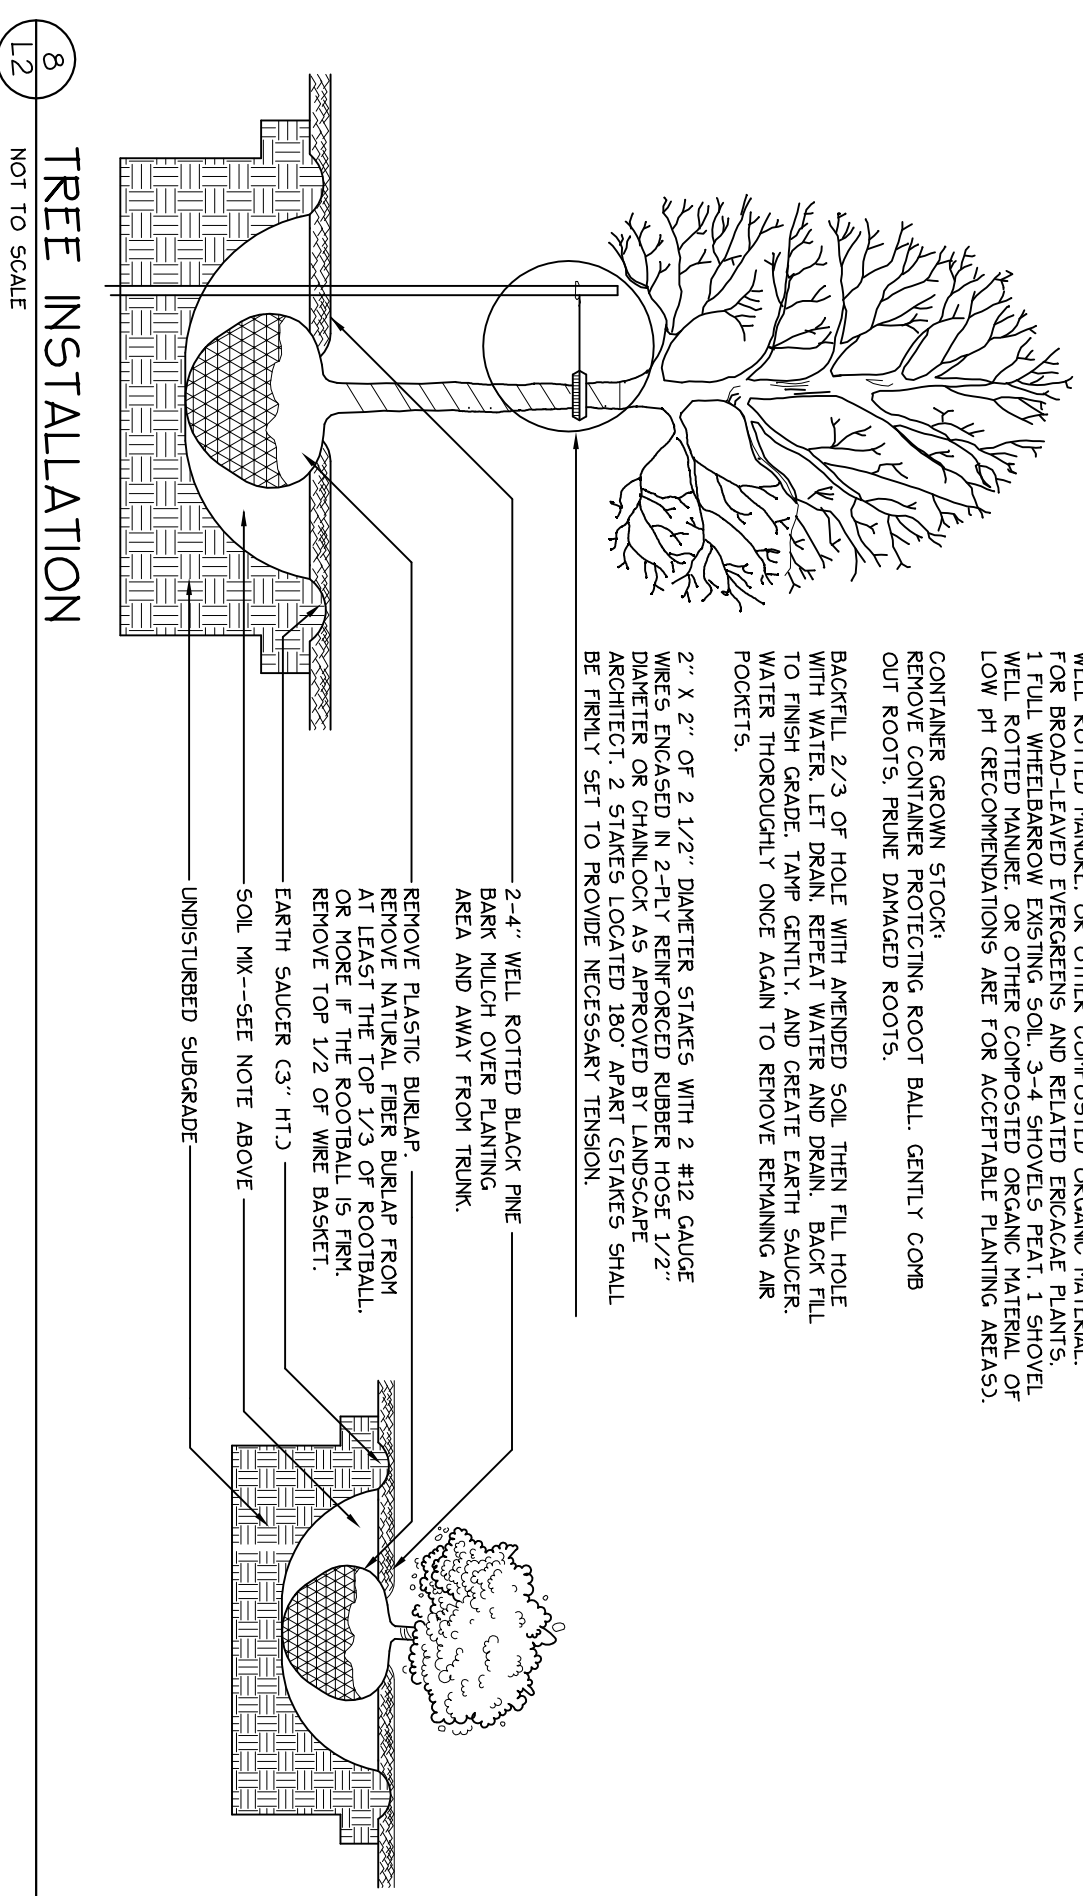 WELL ROTTED MANURE, OR OTHER COMPOSTED ORGANIC MATERIAL.
FOR BROAD-LEAVED EVERGREENS AND RELATED ERICACAE PLANTS,
1 FULL WHEELBARROW EXISTING SOIL, 3-4 SHOVELS PEAT, 1 SHOVEL
WELL ROTTED MANURE, OR OTHER COMPOSTED ORGANIC MATERIAL OF
LOW pH (RECOMMENDATIONS ARE FOR ACCEPTABLE PLANTING AREAS).
CONTAINER GROWN STOCK:
REMOVE CONTAINER PROTECTING ROOT BALL. GENTLY COMB
OUT ROOTS. PRUNE DAMAGED ROOTS.
BACKFILL 2/3 OF HOLE WITH AMENDED SOIL THEN FILL HOLE
WITH WATER. LET DRAIN. REPEAT WATER AND DRAIN. BACK FILL
TO FINISH GRADE. TAMP GENTLY, AND CREATE EARTH SAUCER.
WATER THOROUGHLY ONCE AGAIN TO REMOVE REMAINING AIR
POCKETS.
2" X 2" OF 2 1/2" DIAMETER STAKES WITH 2 #12 GAUGE
WIRES ENCASED IN 2-PLY REINFORCED RUBBER HOSE 1/2"
DIAMETER OR CHAINLOCK AS APPROVED BY LANDSCAPE
ARCHITECT. 2 STAKES LOCATED 180° APART (STAKES SHALL
BE FIRMLY SET TO PROVIDE NECESSARY TENSION.
2-4" WELL ROTTED BLACK PINE
BARK MULCH OVER PLANTING
AREA AND AWAY FROM TRUNK.
REMOVE PLASTIC BURLAP.
REMOVE NATURAL FIBER BURLAP FROM
AT LEAST THE TOP 1/3 OF ROOTBALL,
OR MORE IF THE ROOTBALL IS FIRM.
REMOVE TOP 1/2 OF WIRE BASKET.
EARTH SAUCER (3" HT.)
SOIL MIX--SEE NOTE ABOVE
UNDISTURBED SUBGRADE
8
L2
TREE INSTALLATION
NOT TO SCALE